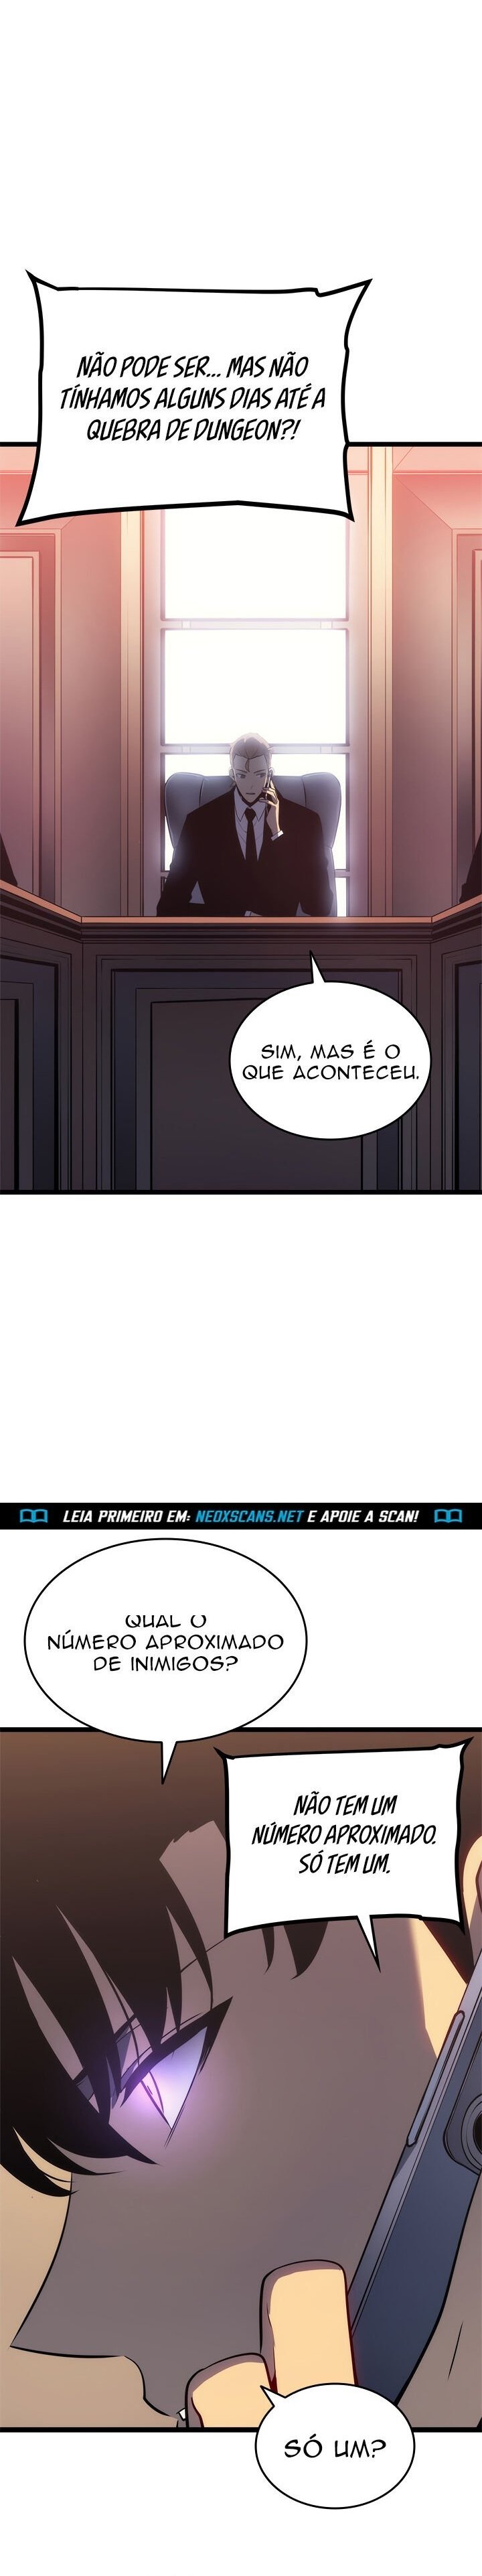 NÃO PODE SER... MAS NÃO
TÍNHAMOS ALGUNS DIAS ATÉ A
QUEBRA DE DUNGEON?!
SIM, MAS É O
QUE ACONTECEU.
LEIA PRIMEIRO EM: NEOXSCANS.NET E APOIE A SCAN!
QUAL O
NÚMERO APROXIMADO
DE INIMIGOS?
NÃO TEM UM
NÚMERO APROXIMADO.
SÓ TEM UM.
SÓ UM?